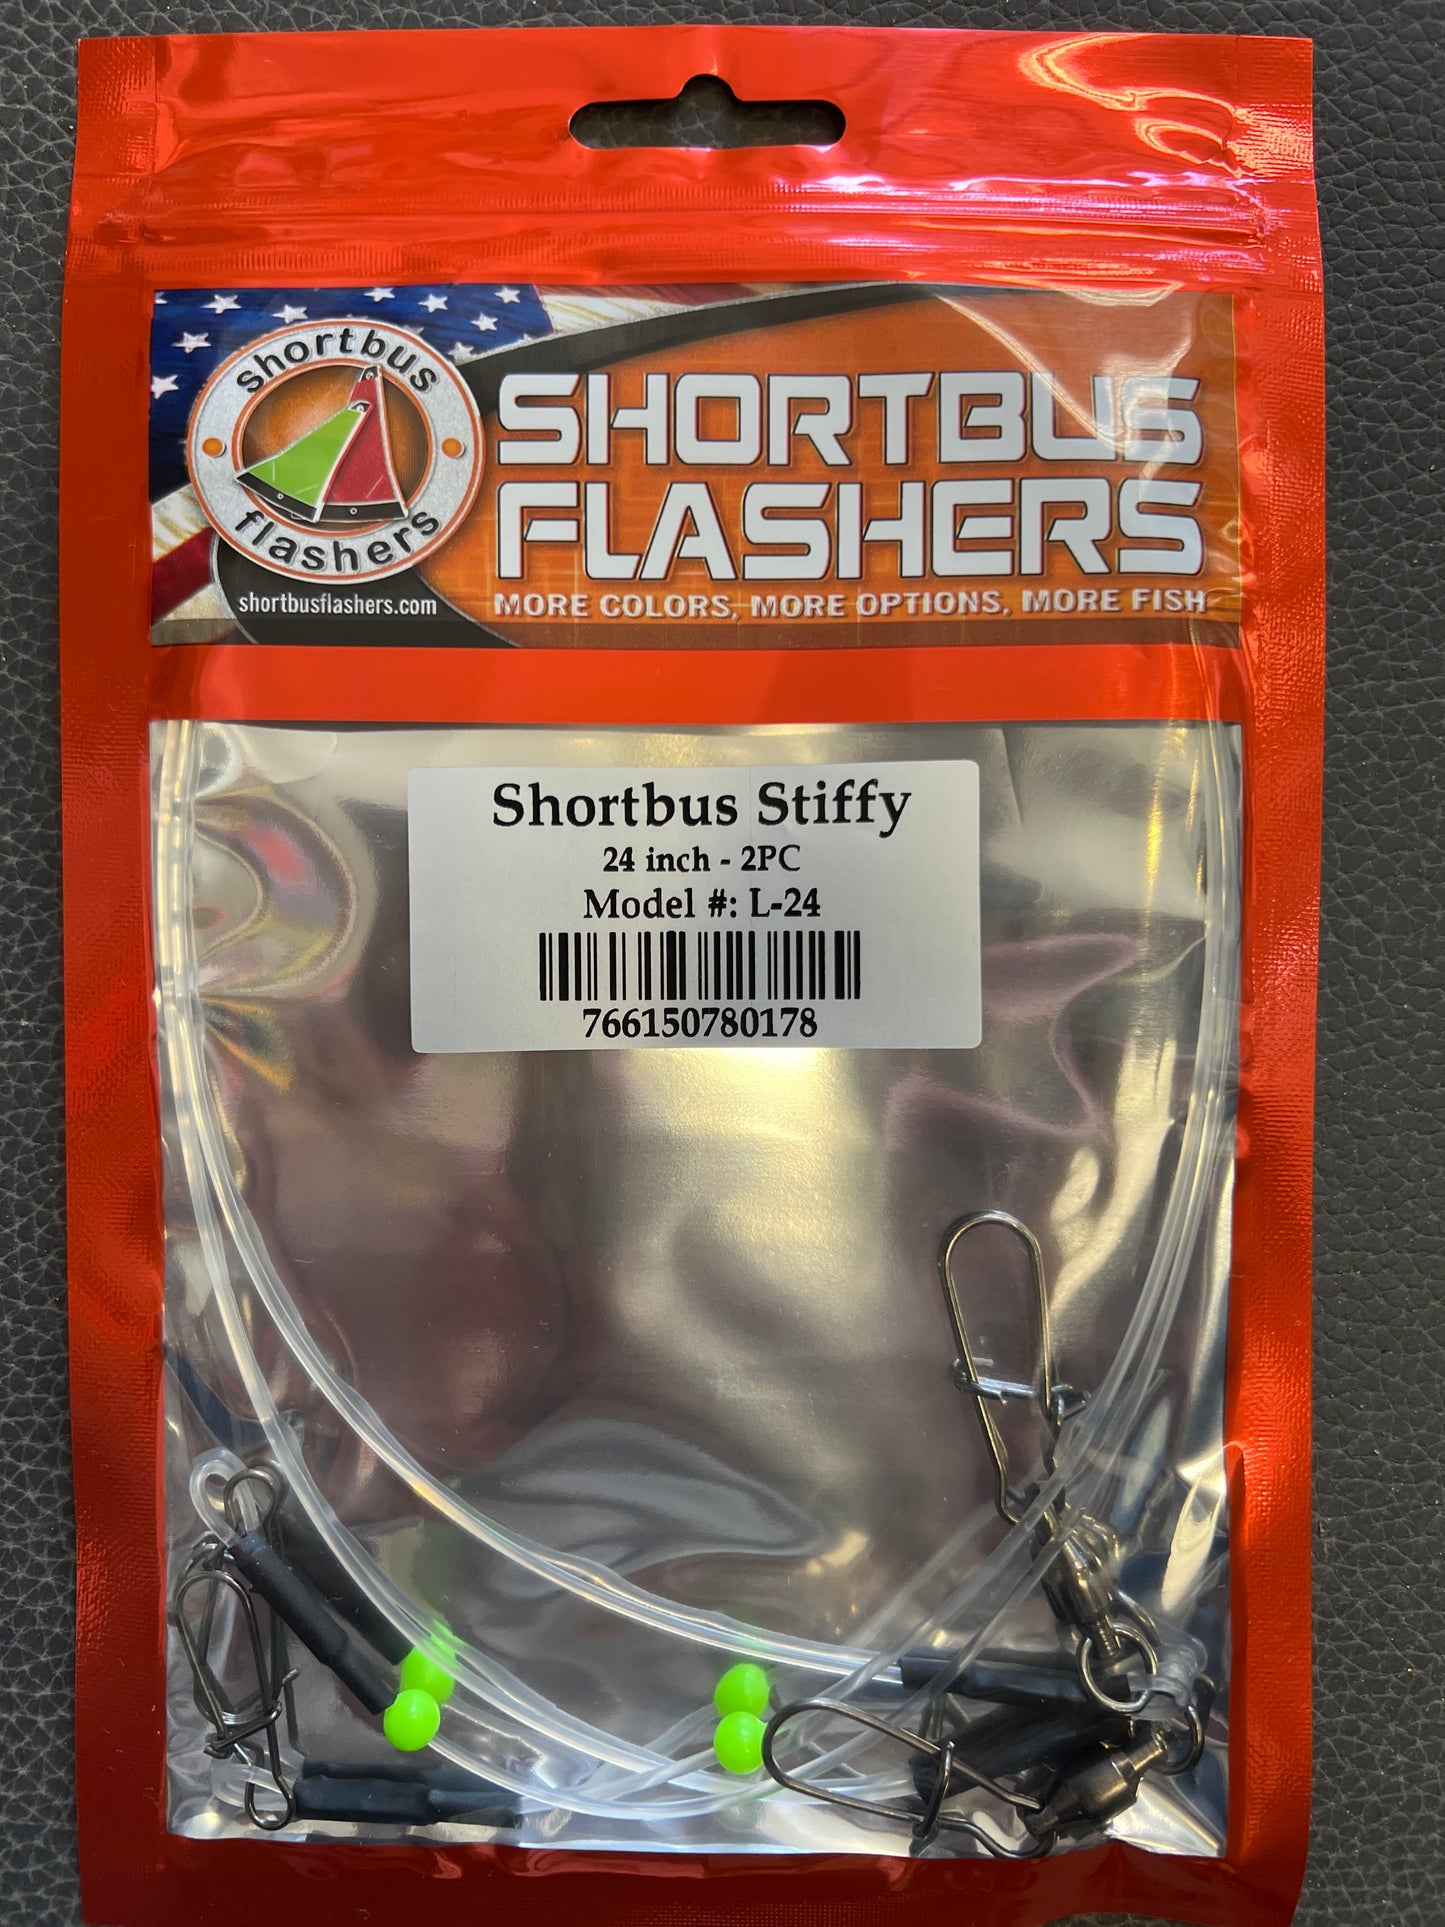 shortbus
flashers
shortbusflashers.com
SHORTBUS
FLASHERS
MORE COLORS, MORE OPTIONS, MORE FISH
Shortbus Stiffy
24 inch - 2PC
Model #: L-24
766150780178